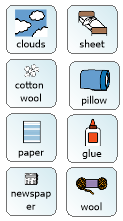 clouds sheet
cotton pillow
wool
paper glue
newspap wool
er